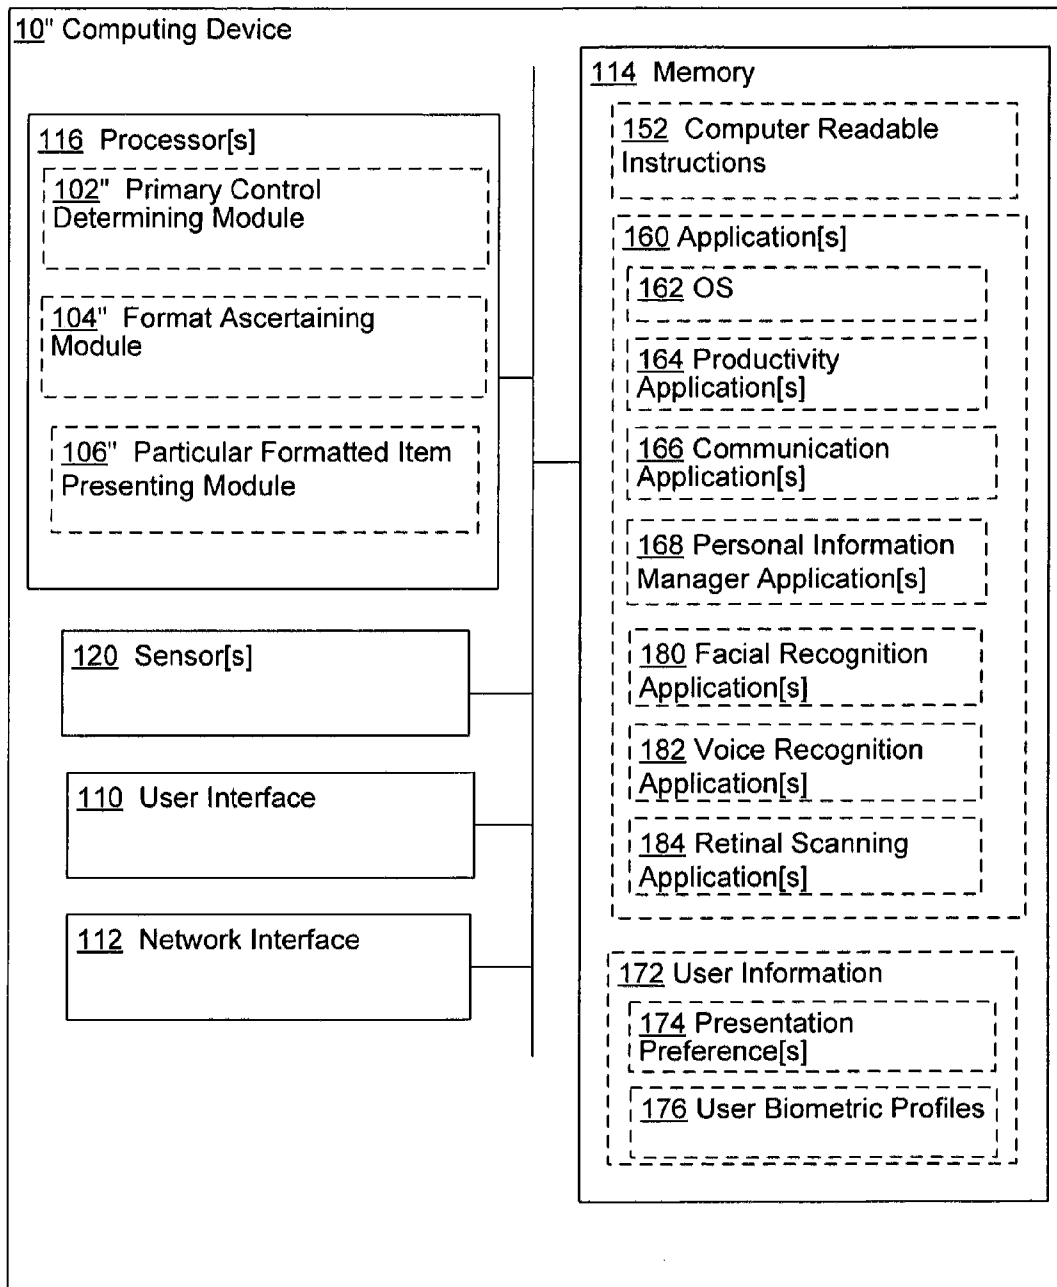 10" Computing Device
116 Processor[s]
102" Primary Control
Determining Module
104" Format Ascertaining
Module
106" Particular Formatted Item
Presenting Module
120 Sensor[s]
110 User Interface
112 Network Interface
114 Memory
152 Computer Readable
Instructions
160 Application[s]
162 OS
164 Productivity
Application[s]
166 Communication
Application[s]
168 Personal Information
Manager Application[s]
180 Facial Recognition
Application[s]
182 Voice Recognition
Application[s]
184 Retinal Scanning
Application[s]
172 User Information
174 Presentation
Preference[s]
176 User Biometric Profiles